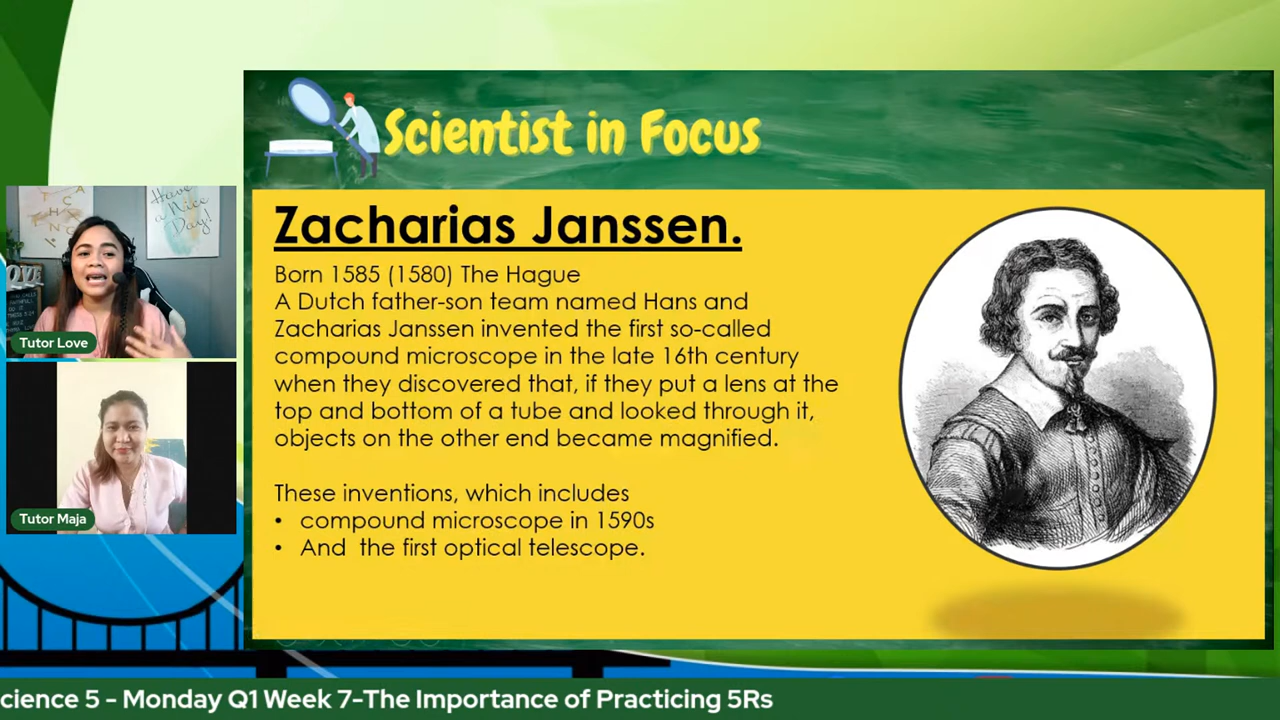 Scientist in Focus
Zacharias Janssen.
Born 1585 (1580) The Hague
A Dutch father-son team named Hans and
Zacharias Janssen invented the first so-called
compound microscope in the late 16th century
when they discovered that, if they put a lens at the
top and bottom of a tube and looked through it,
objects on the other end became magnified.
These inventions, which includes
• compound microscope in 1590s
• And the first optical telescope.
Have
a Nice
Day!
Tutor Love
Tutor Maja
cience 5 - Monday Q1 Week 7-The Importance of Practicing 5Rs